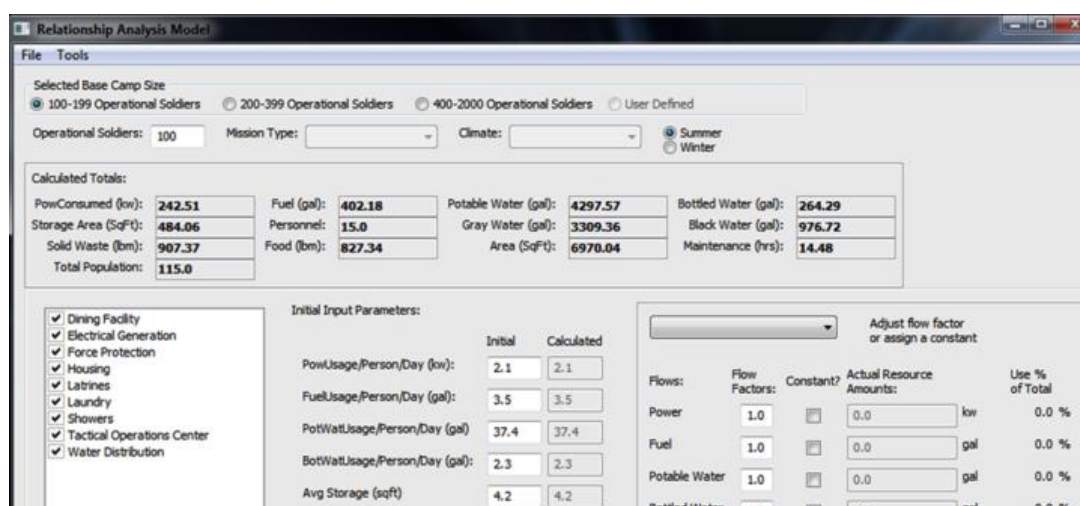 Relationship Analysis Model
File Tools
Selected Base Camp Size
100-199 Operational Soldiers 200-399 Operational Soldiers 400-2000 Operational Soldiers User Defined
Operational Soldiers: 100 Mission Type: Climate: Summer
Winter
Calculated Totals:
PowConsumed (kw): 242.51 Fuel (gal): 402.18 Potable Water (gal): 4297.57 Bottled Water (gal): 264.29
Storage Area (SqFt): 484.06 Personnel: 15.0 Gray Water (gal): 3309.36 Black Water (gal): 976.72
Solid Waste (lbm): 907.37 Food (lbm): 827.34 Area (SqFt): 6970.04 Maintenance (hrs): 14.48
Total Population: 115.0
Dining Facility
Electrical Generation
Force Protection
Housing
Latrines
Laundry
Showers
Tactical Operations Center
Water Distribution
Initial Input Parameters:
Initial Calculated
PowUsage/Person/Day (kw): 2.1 2.1
FuelUsage/Person/Day (gal): 3.5 3.5
PotWatUsage/Person/Day (gal) 37.4 37.4
BotWatUsage/Person/Day (gal): 2.3 2.3
Avg Storage (sqft) 4.2 4.2
Adjust flow factor
or assign a constant
Flows: Flow Factors: Constant? Actual Resource Amounts: Use % of Total
Power 1.0 0.0 kw 0.0 %
Fuel 1.0 0.0 gal 0.0 %
Potable Water 1.0 0.0 gal 0.0 %